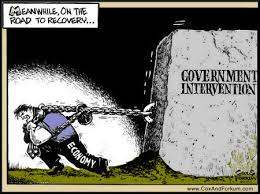 MEANWHILE, ON THE
ROAD TO RECOVERY...
GOVERNMENT
INTERVENTION
ECONOMY
www.CoxAndForkum.com